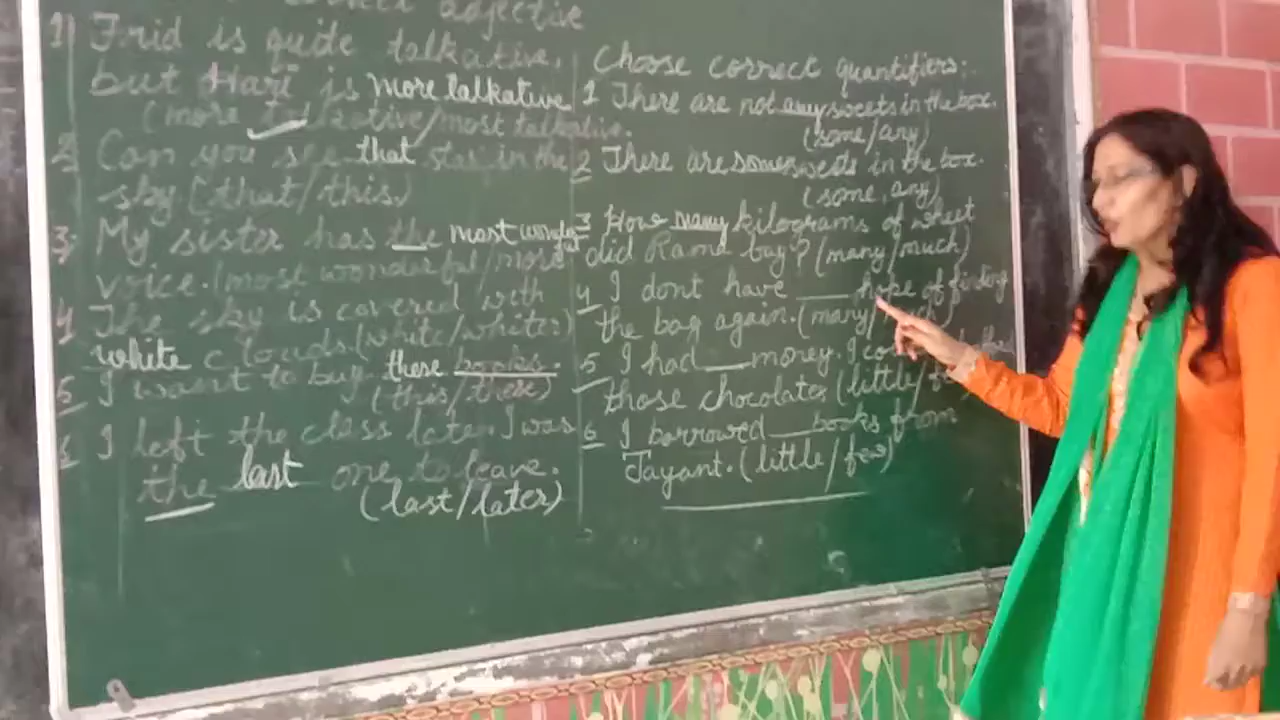 adjective
1) Frid is quite talkative,
but Hari is more talkative
(more talkative/most talkative.
2 Can you see that star in the
sky (that/this)
3, My sister has the most wonderful
voice. (most wonderful/more
4 The sky is covered with
white clouds. (white/whiter)
5 I want to buy these books
(this/these)
6 I left the class later. I was
the last one to leave.
(last/later)
Choose correct quantifiers:
1 There are not any sweets in the box.
(some/any)
2 There are some sweets in the box.
(some, any)
3 How many kilograms of wheet
did Rama buy? (many/much)
4 I dont have ___ hope of finding
the bag again. (many/much)
5 I had ___ money. I the
those chocolates (little/
6 I borrowed ___ books from
Jayant. (little/few)